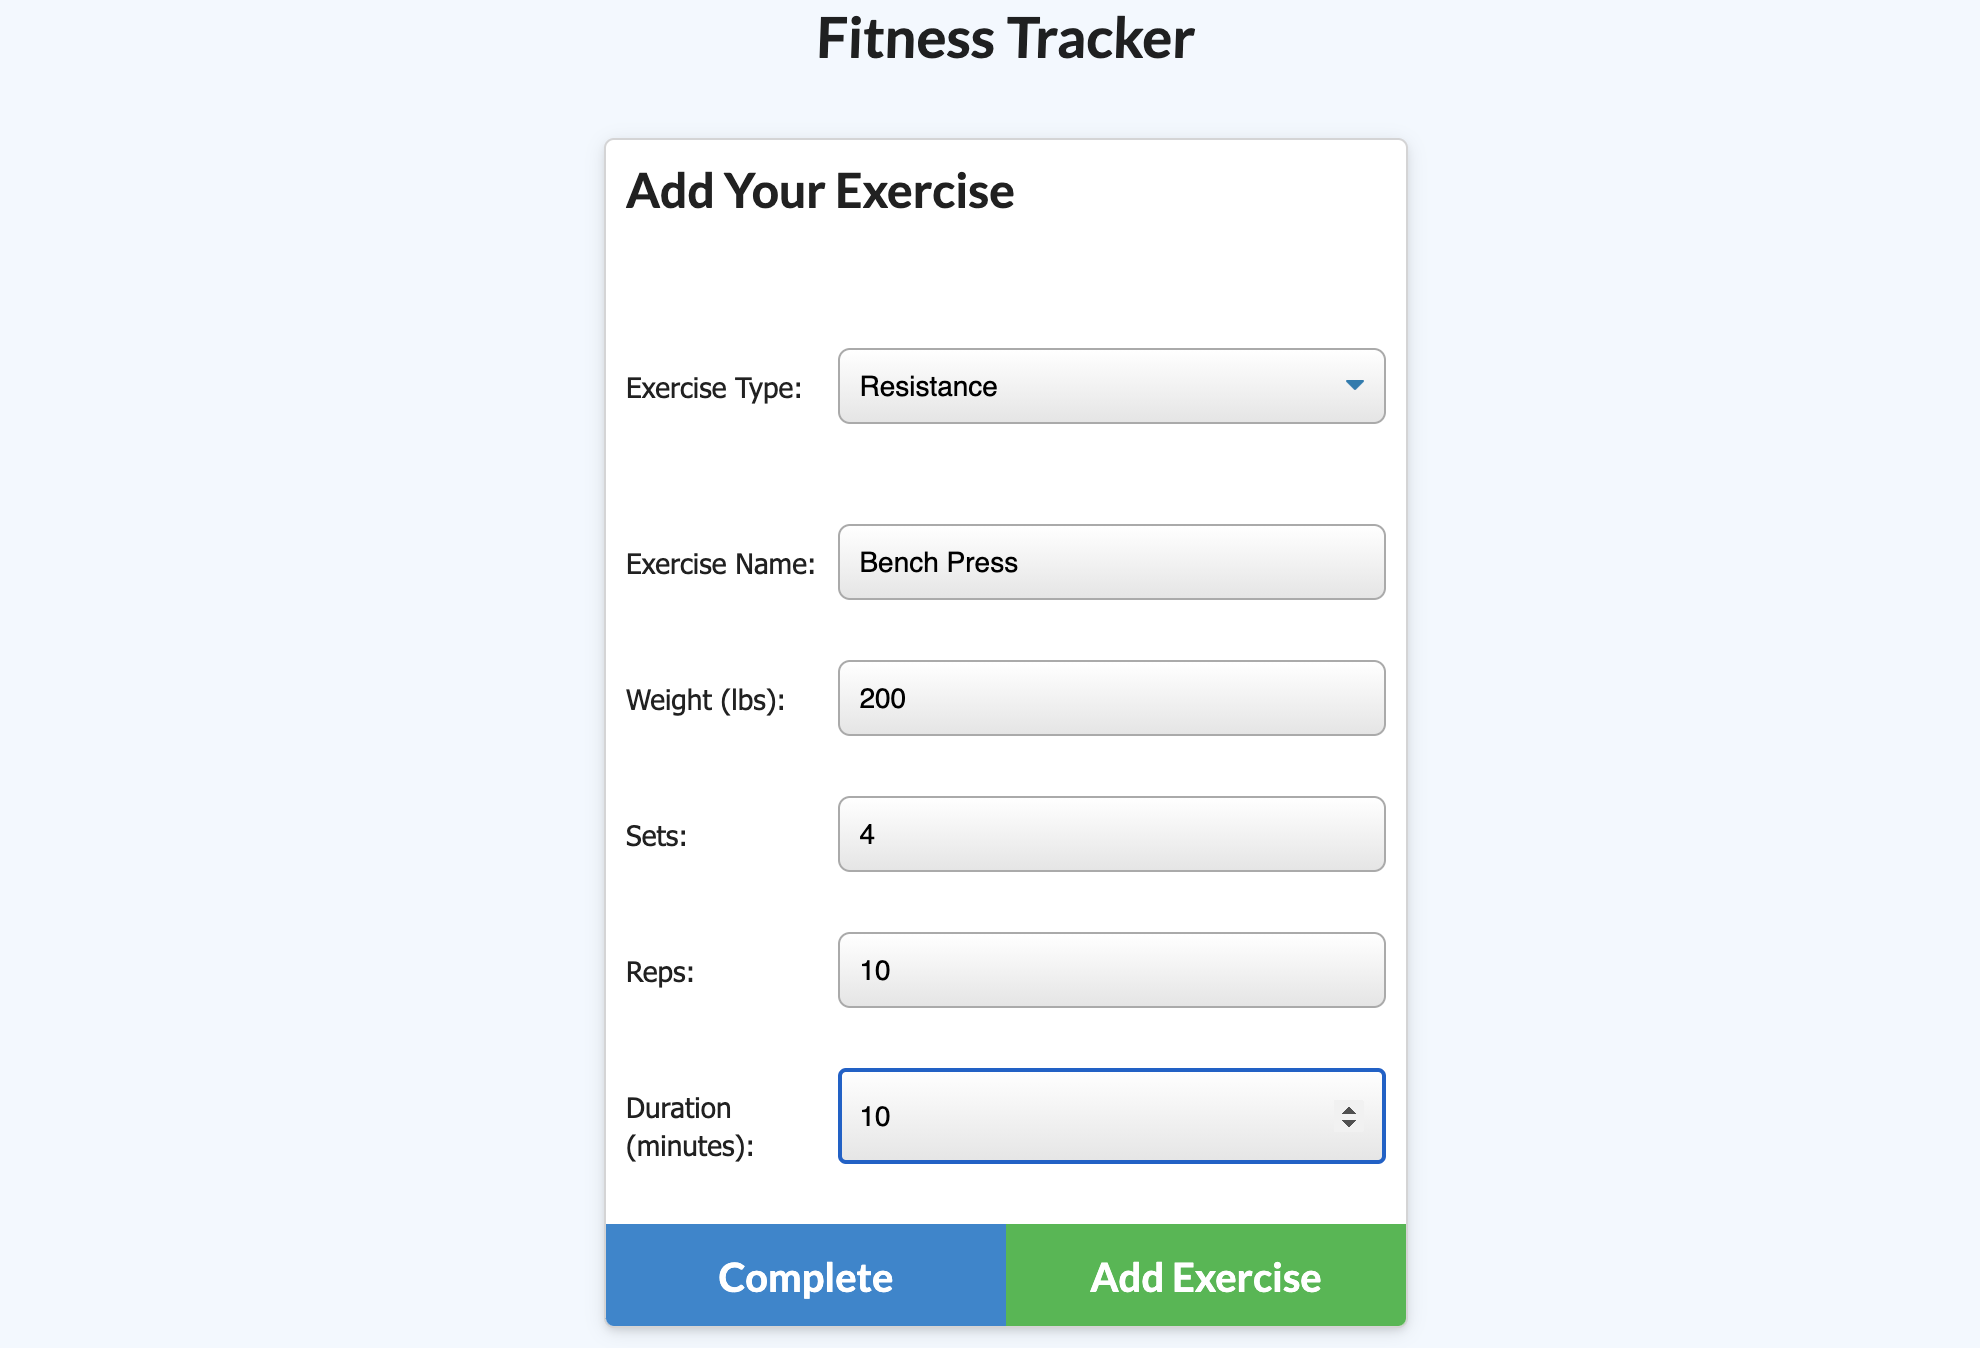 Fitness Tracker
Add Your Exercise
Exercise Type: Resistance
Exercise Name: Bench Press
Weight (lbs): 200
Sets: 4
Reps: 10
Duration
(minutes): 10
Complete Add Exercise